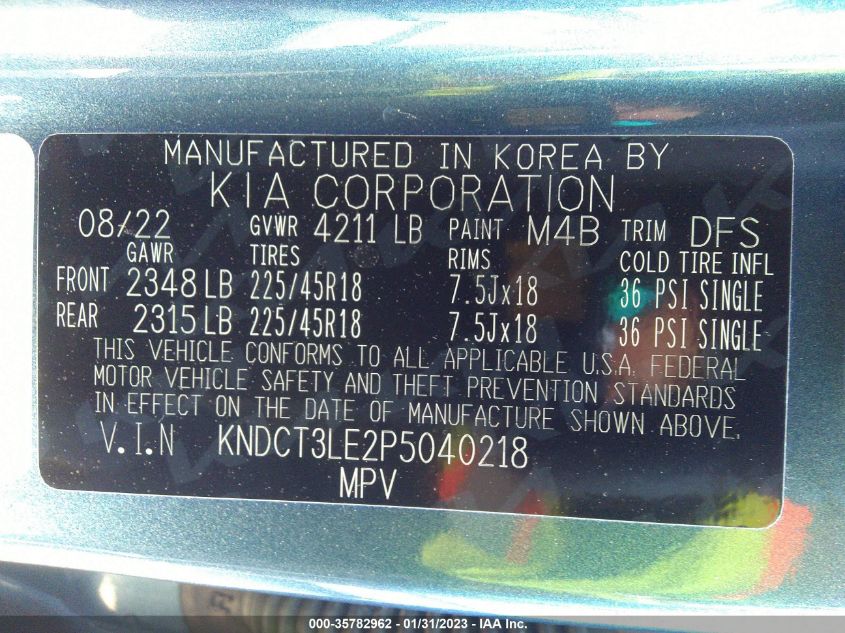 MANUFACTURED IN KOREA BY
KIA CORPORATION
08/22 GVWR 4211 LB PAINT M4B TRIM DFS
GAWR TIRES RIMS COLD TIRE INFL
FRONT 2348 LB 225/45R18 7.5Jx18 36 PSI SINGLE
REAR 2315 LB 225/45R18 7.5Jx18 36 PSI SINGLE
THIS VEHICLE CONFORMS TO ALL APPLICABLE U.S.A. FEDERAL
MOTOR VEHICLE SAFETY AND THEFT PREVENTION STANDARDS
IN EFFECT ON THE DATE OF MANUFACTURE SHOWN ABOVE.
V.I.N KNDCT3LE2P5040218
MPV
000-35782962 - 01/31/2023 - IAA Inc.